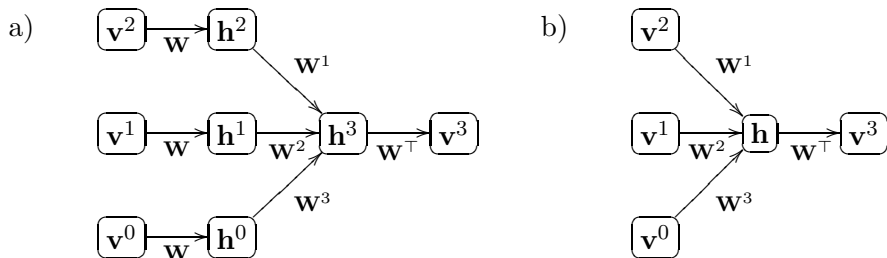 a) v² h² b) v²
W W¹ W¹
v¹ h¹ h³ v³ v¹ h v³
W W² W⊤ W² W⊤
W³ W³
v⁰ h⁰ v⁰
W